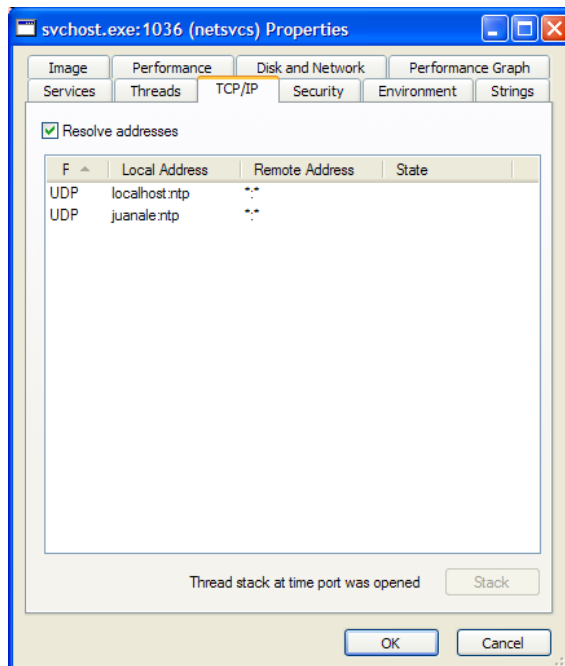 svchost.exe:1036 (netsvcs) Properties
Image Performance Disk and Network Performance Graph
Services Threads TCP/IP Security Environment Strings
Resolve addresses
F Local Address Remote Address State
UDP localhost:ntp *:*
UDP juanale:ntp *:*
Thread stack at time port was opened Stack
OK Cancel